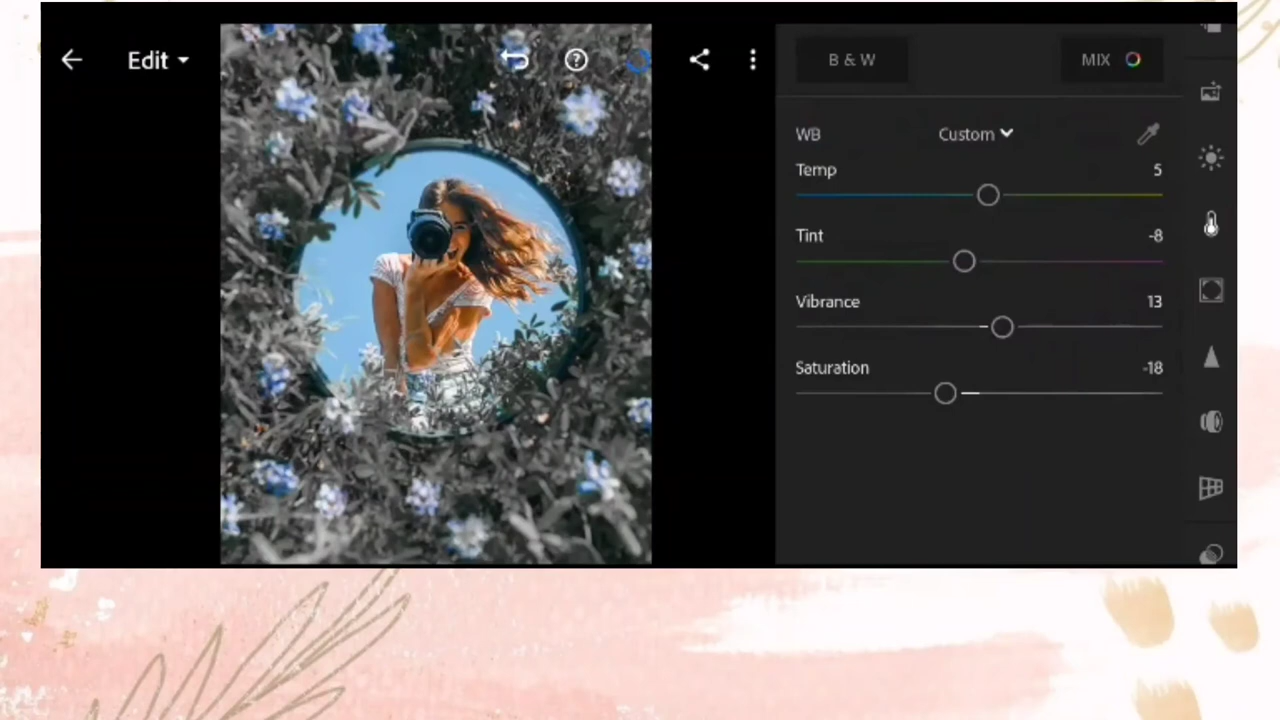 Edit
B & W
MIX
WB
Custom
Temp
5
Tint
-8
Vibrance
13
Saturation
-18